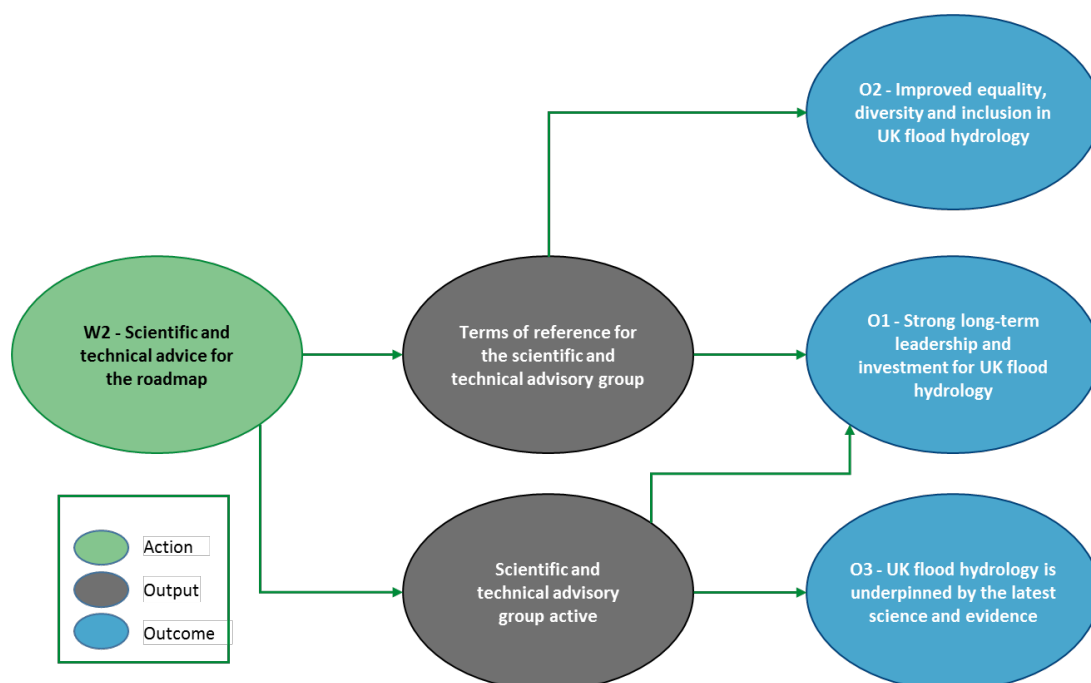 O2 - Improved equality,
diversity and inclusion in
UK flood hydrology
W2 - Scientific and
technical advice for
the roadmap
Terms of reference for
the scientific and
technical advisory group
O1 - Strong long-term
leadership and
investment for UK flood
hydrology
Action
Output
Outcome
Scientific and
technical advisory
group active
O3 - UK flood hydrology is
underpinned by the latest
science and evidence